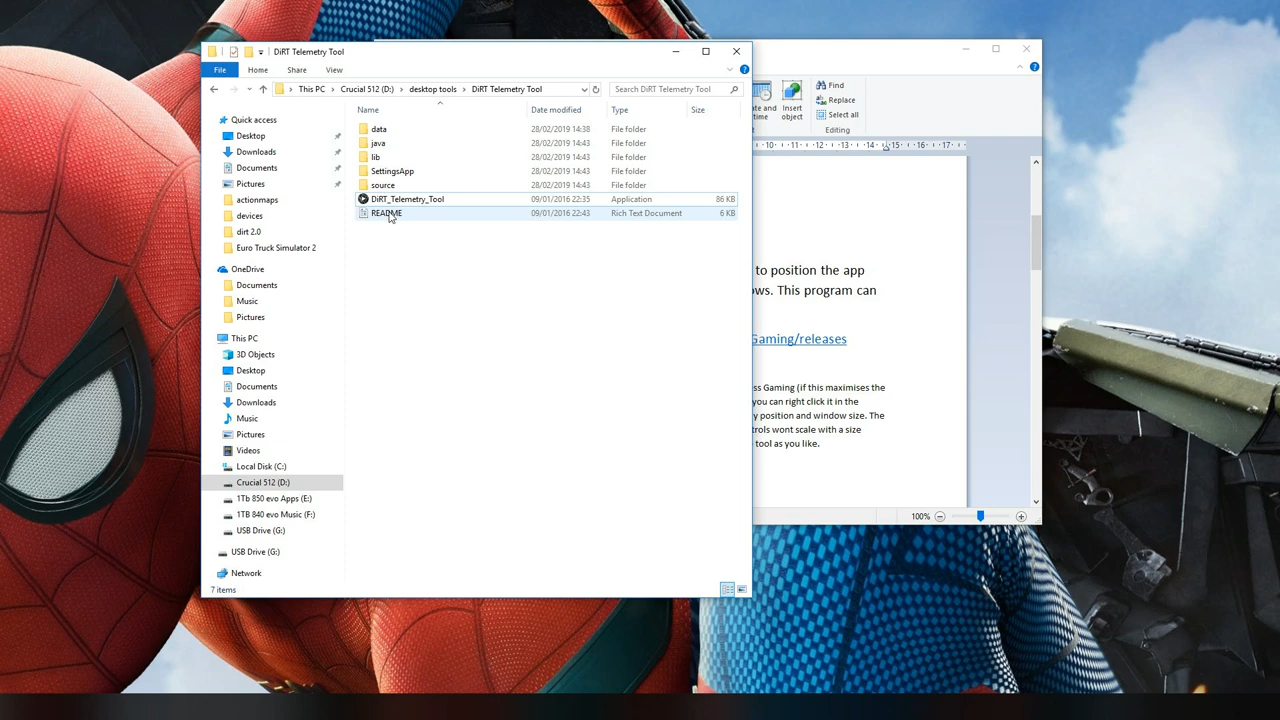 DiRT Telemetry Tool
File Home Share View
This PC Crucial 512 (D:) desktop tools DiRT Telemetry Tool Search DiRT Telemetry Tool
Name Date modified Type Size
data 28/02/2019 14:38 File folder
java 28/02/2019 14:43 File folder
lib 28/02/2019 14:43 File folder
SettingsApp 28/02/2019 14:43 File folder
source 28/02/2019 14:43 File folder
DiRT_Telemetry_Tool 09/01/2016 22:35 Application 86 KB
README 09/01/2016 22:43 Rich Text Document 6 KB
Quick access
Desktop
Downloads
Documents
Pictures
actionmaps
devices
dirt 2.0
Euro Truck Simulator 2
OneDrive
Documents
Music
Pictures
This PC
3D Objects
Desktop
Documents
Downloads
Music
Pictures
Videos
Local Disk (C:)
Crucial 512 (D:)
1Tb 850 evo Apps (E:)
1TB 840 evo Music (F:)
USB Drive (G:)
USB Drive (G:)
Network
7 items
Insert
object
Find
Replace
Select all
Editing
10 11 12 13 14 15 16 17
to position the app
This program can
Gaming/releases
Gaming (if this maximises the
you can right click it in the
position and window size. The
wont scale with a size
tool as you like.
100%